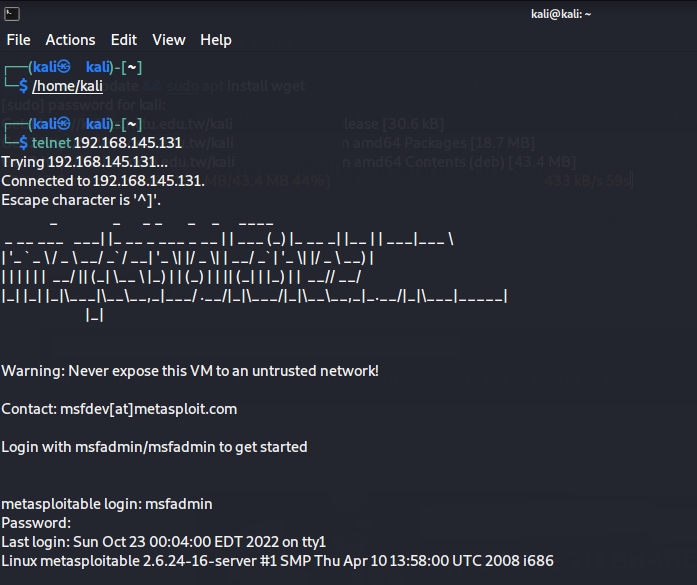 kali@kali: ~
File Actions Edit View Help
┌──(kali㉿ kali)-[~]
└─$ /home/kali
┌──(kali㉿ kali)-[~]
└─$ telnet 192.168.145.131
Trying 192.168.145.131...
Connected to 192.168.145.131.
Escape character is '^]'.
Warning: Never expose this VM to an untrusted network!
Contact: msfdev[at]metasploit.com
Login with msfadmin/msfadmin to get started
metasploitable login: msfadmin
Password:
Last login: Sun Oct 23 00:04:00 EDT 2022 on tty1
Linux metasploitable 2.6.24-16-server #1 SMP Thu Apr 10 13:58:00 UTC 2008 i686